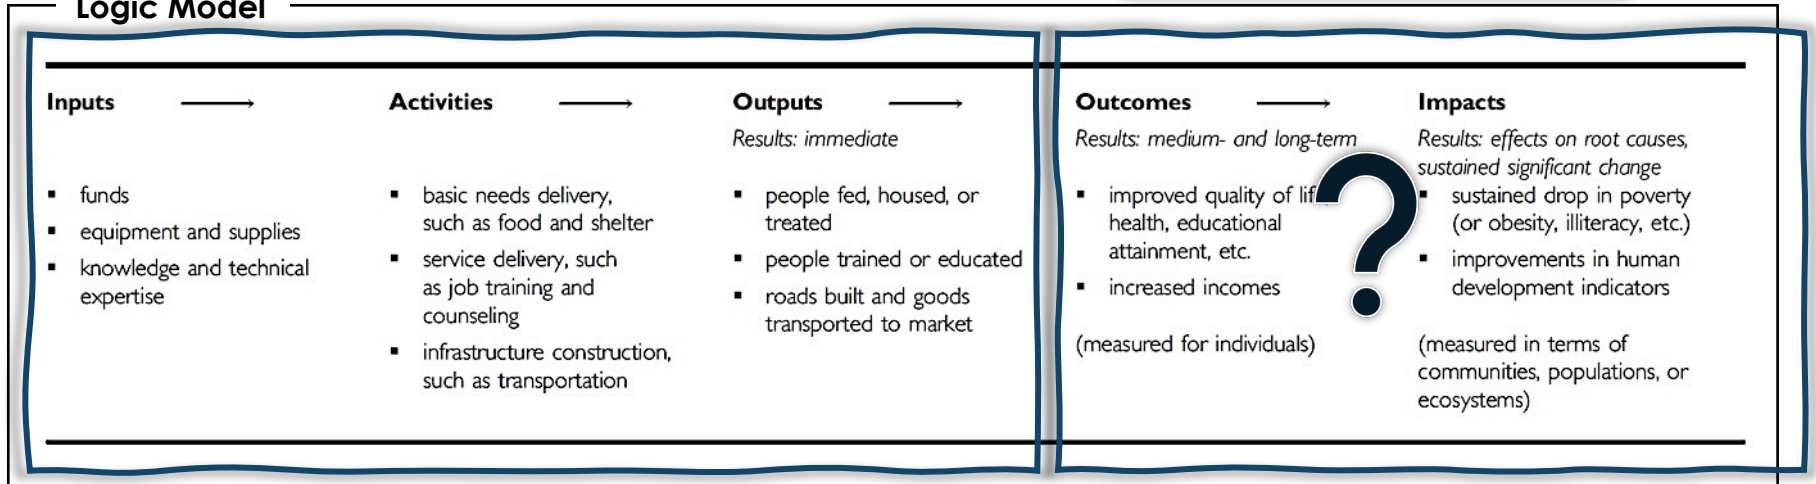 Logic Model
Inputs
funds
equipment and supplies
knowledge and technical
expertise
Activities
basic needs delivery,
such as food and shelter
service delivery, such
as job training and
counseling
infrastructure construction,
such as transportation
Outputs
Results: immediate
people fed, housed, or
treated
people trained or educated
roads built and goods
transported to market
Outcomes
Results: medium- and long-term
improved quality of lif
health, educational
attainment, etc.
increased incomes
(measured for individuals)
?
Impacts
Results: effects on root causes,
sustained significant change
sustained drop in poverty
(or obesity, illiteracy, etc.)
improvements in human
development indicators
(measured in terms of
communities, populations, or
ecosystems)